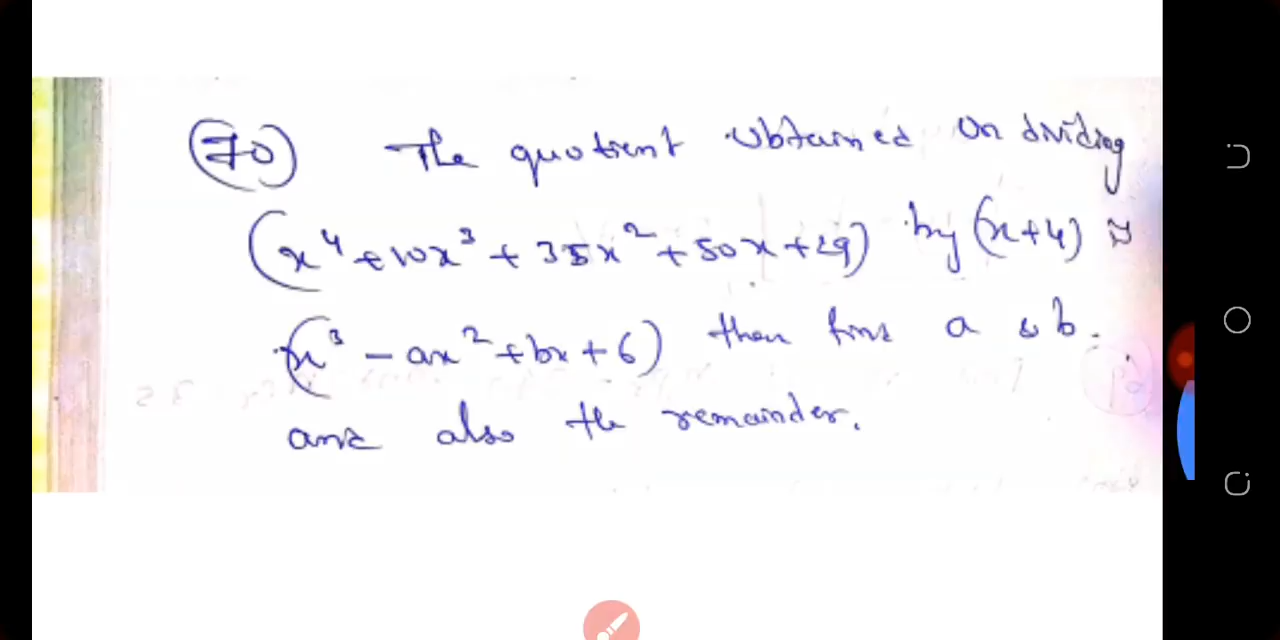 70 The quotient obtained on dividing
(x⁴ + 10x³ + 35x² + 50x + 29) by (x+4) is
(x³ - ax² + bx + 6) then find a & b.
and also the remainder.